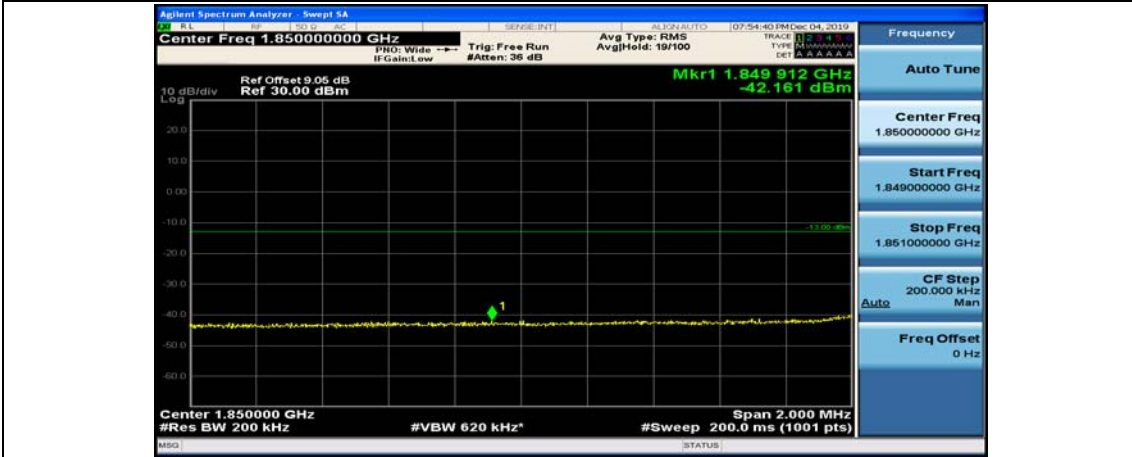 Agilent Spectrum Analyzer - Swept SA
RL RF 50 Ω AC SENSE:INT ALIGN AUTO 07:54:40 PM Dec 04, 2019
Center Freq 1.850000000 GHz
PNO: Wide Trig: Free Run Avg Type: RMS TRACE 1 2 3 4 5 6
IFGain:Low #Atten: 36 dB Avg|Hold: 19/100 TYPE
DET A A A A A A
Ref Offset 9.05 dB Mkr1 1.849 912 GHz
10 dB/div Ref 30.00 dBm -42.161 dBm
Log
20.0
10.0
0.00
-10.0
-13.00 dBm
-20.0
-30.0
-40.0
1
-50.0
-60.0
Center 1.850000 GHz Span 2.000 MHz
#Res BW 200 kHz #VBW 620 kHz* #Sweep 200.0 ms (1001 pts)
MSG STATUS
Frequency
Auto Tune
Center Freq
1.850000000 GHz
Start Freq
1.849000000 GHz
Stop Freq
1.851000000 GHz
CF Step
200.000 kHz
Auto Man
Freq Offset
0 Hz